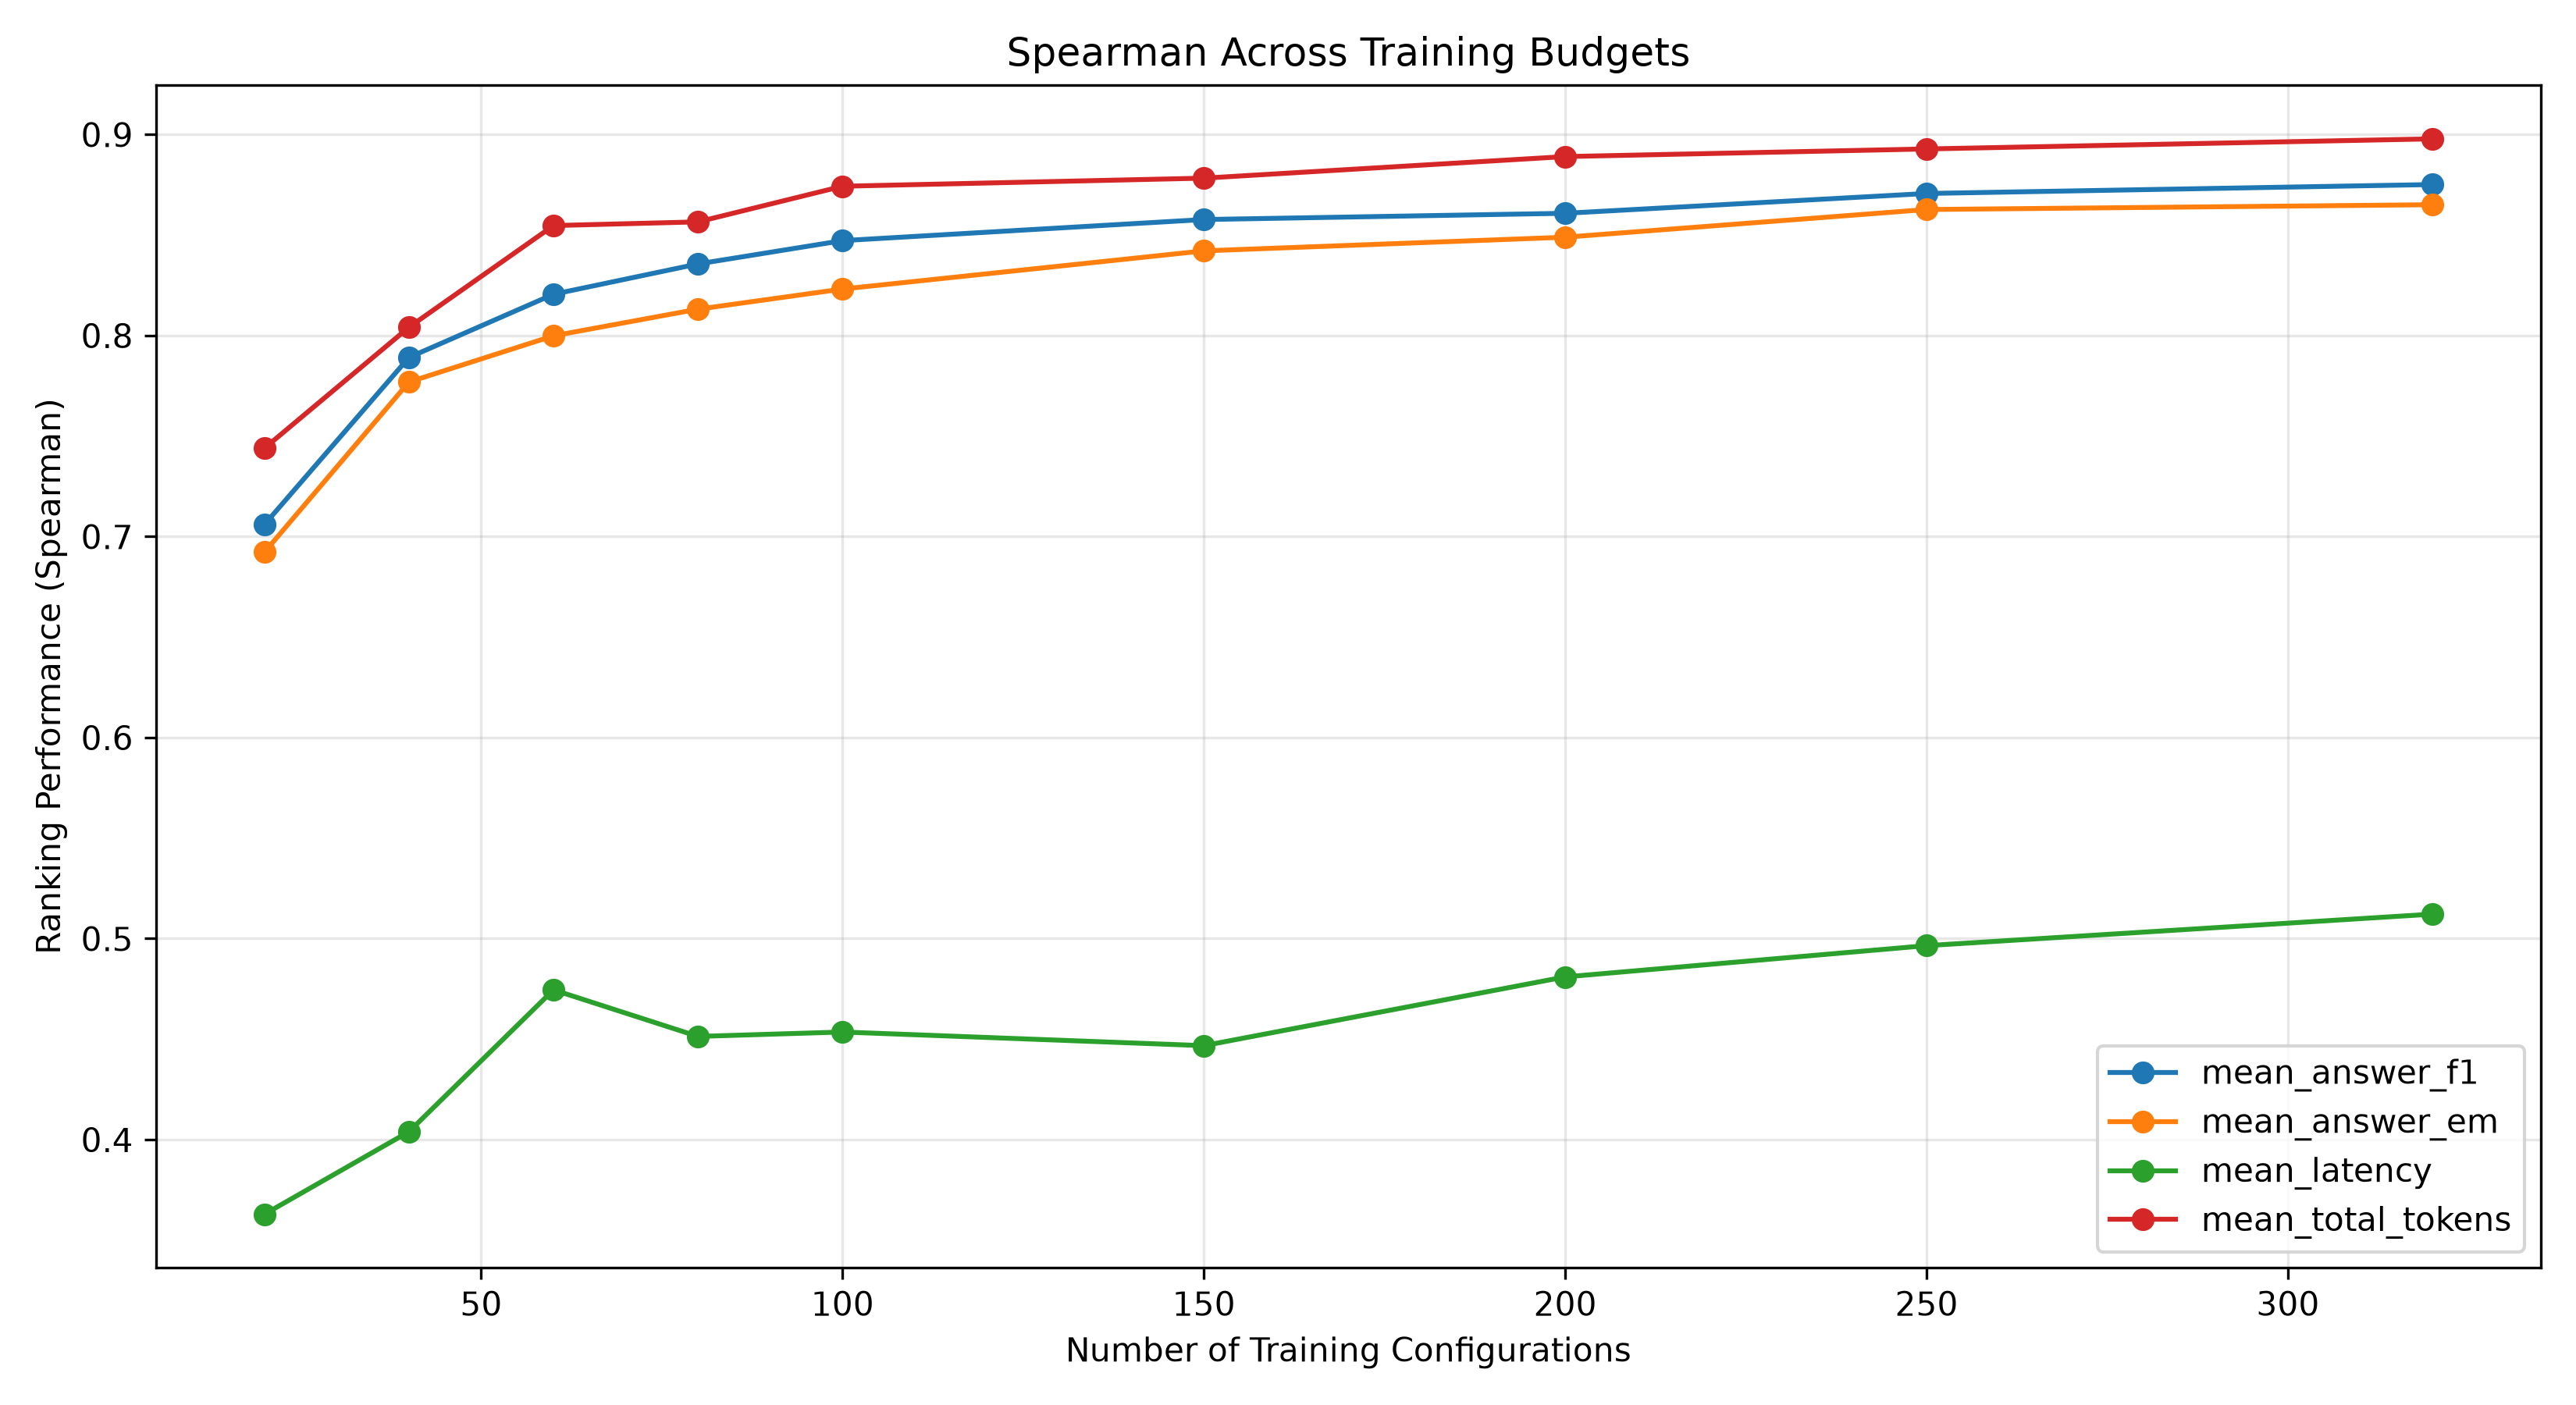 Spearman Across Training Budgets
Ranking Performance (Spearman)
0.9
0.8
0.7
0.6
0.5
0.4
50
100
150
200
250
300
Number of Training Configurations
mean_answer_f1
mean_answer_em
mean_latency
mean_total_tokens